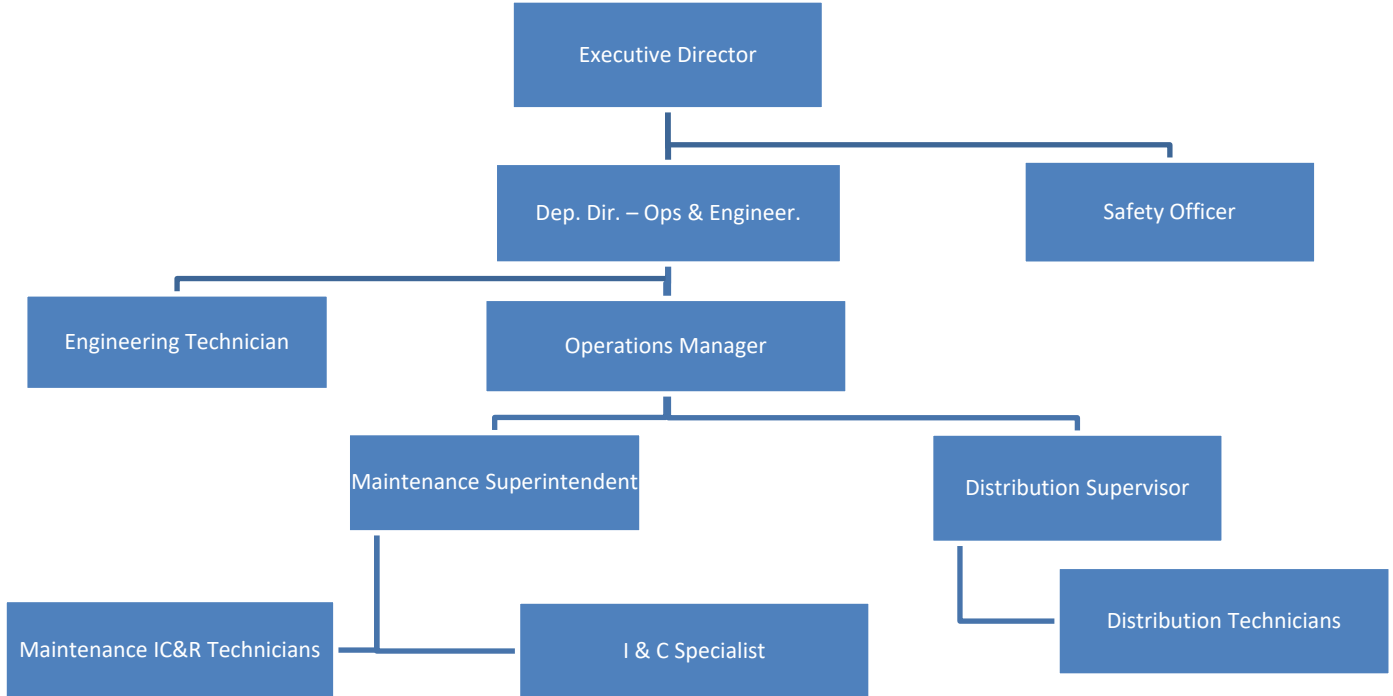 Executive Director
Dep. Dir. – Ops & Engineer.
Safety Officer
Engineering Technician
Operations Manager
Maintenance Superintendent
Distribution Supervisor
Maintenance IC&R Technicians
I & C Specialist
Distribution Technicians